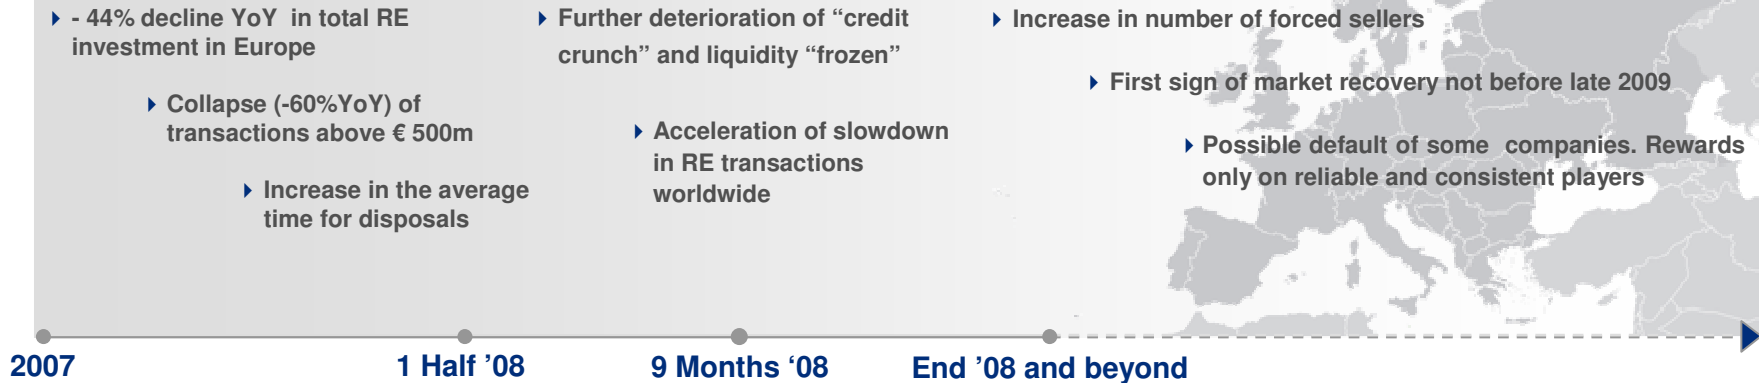 - 44% decline YoY in total RE
investment in Europe
Collapse (-60%YoY) of
transactions above € 500m
Increase in the average
time for disposals
Further deterioration of “credit
crunch” and liquidity “frozen”
Acceleration of slowdown
in RE transactions
worldwide
Increase in number of forced sellers
First sign of market recovery not before late 2009
Possible default of some companies. Rewards
only on reliable and consistent players
2007
1 Half ’08
9 Months ‘08
End ’08 and beyond